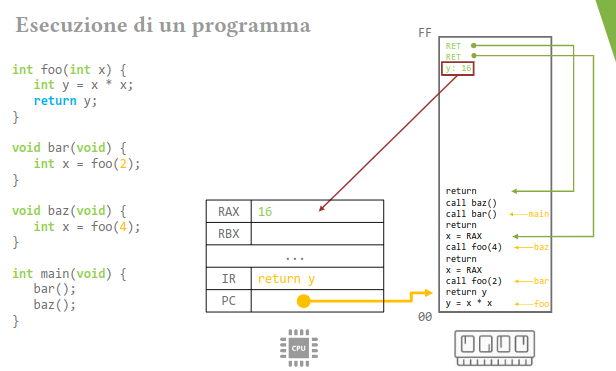 Esecuzione di un programma
int foo(int x) {
int y = x * x;
return y;
}
void bar(void) {
int x = foo(2);
}
void baz(void) {
int x = foo(4);
}
int main(void) {
bar();
baz();
}
RAX 16
RBX
...
IR return y
PC
CPU
FF
RET
RET
y: 16
return
call baz()
call bar() main
return
x = RAX
call foo(4) baz
return
x = RAX
call foo(2) bar
return y
y = x * x foo
00